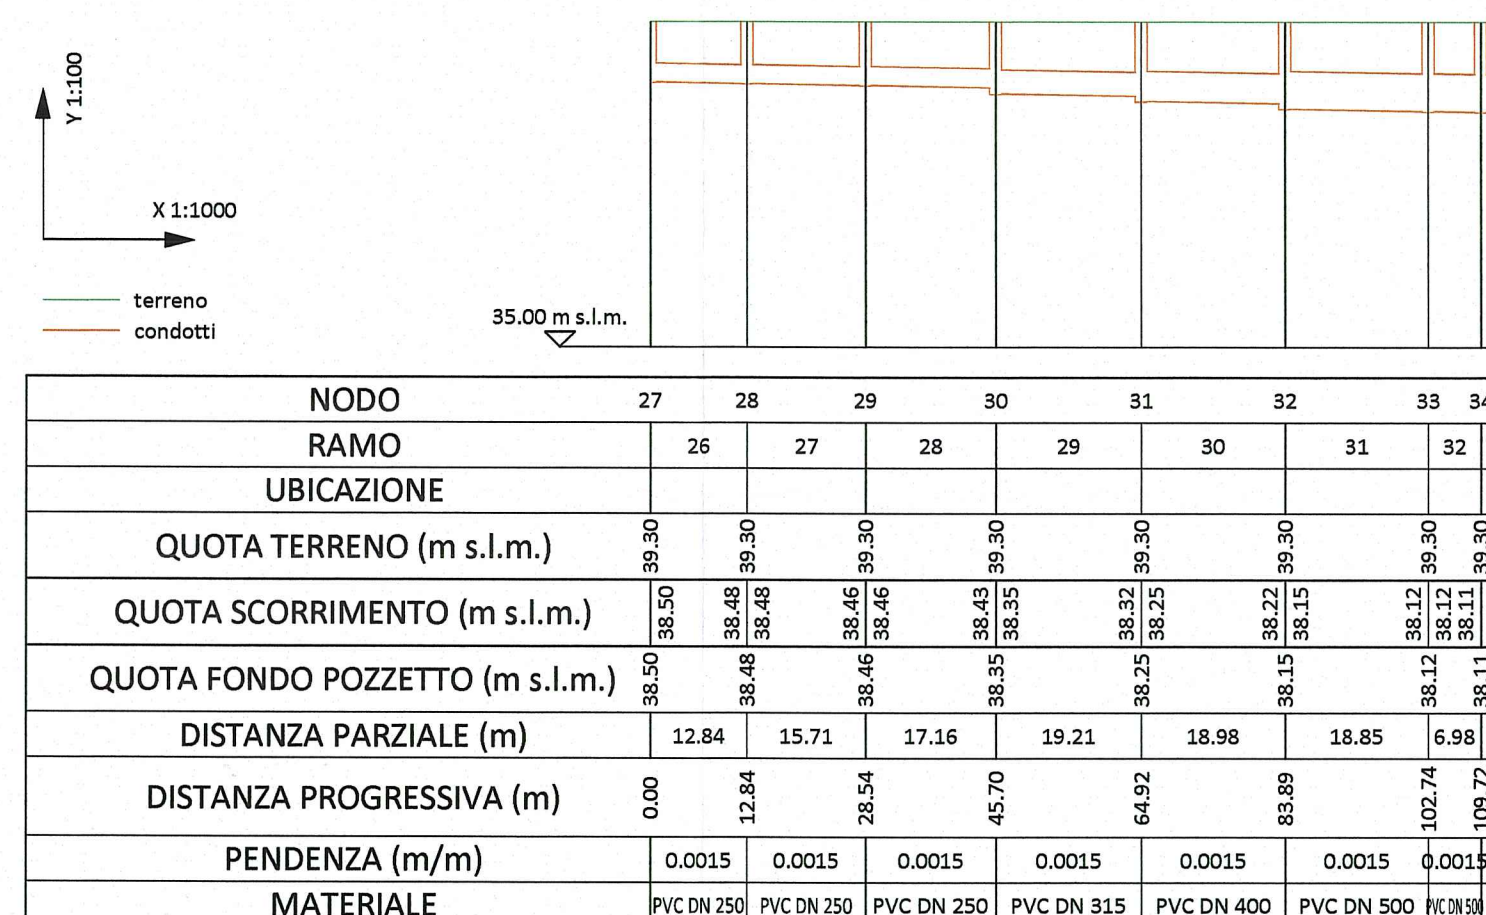 Y 1:100
X 1:1000
terreno
condotti
35.00 m s.l.m.
NODO 27 28 29 30 31 32 33 34
RAMO 26 27 28 29 30 31 32
UBICAZIONE
QUOTA TERRENO (m s.l.m.) 39.30 39.30 39.30 39.30 39.30 39.30 39.30 39.30
QUOTA SCORRIMENTO (m s.l.m.) 38.50 38.48 38.48 38.46 38.46 38.43 38.35 38.32 38.25 38.22 38.15 38.12 38.12 38.11
QUOTA FONDO POZZETTO (m s.l.m.) 38.50 38.48 38.46 38.35 38.25 38.15 38.12 38.11
DISTANZA PARZIALE (m) 12.84 15.71 17.16 19.21 18.98 18.85 6.98
DISTANZA PROGRESSIVA (m) 0.00 12.84 28.54 45.70 64.92 83.89 102.74 109.72
PENDENZA (m/m) 0.0015 0.0015 0.0015 0.0015 0.0015 0.0015 0.0015
MATERIALE PVC DN 250 PVC DN 250 PVC DN 250 PVC DN 315 PVC DN 400 PVC DN 500 PVC DN 500